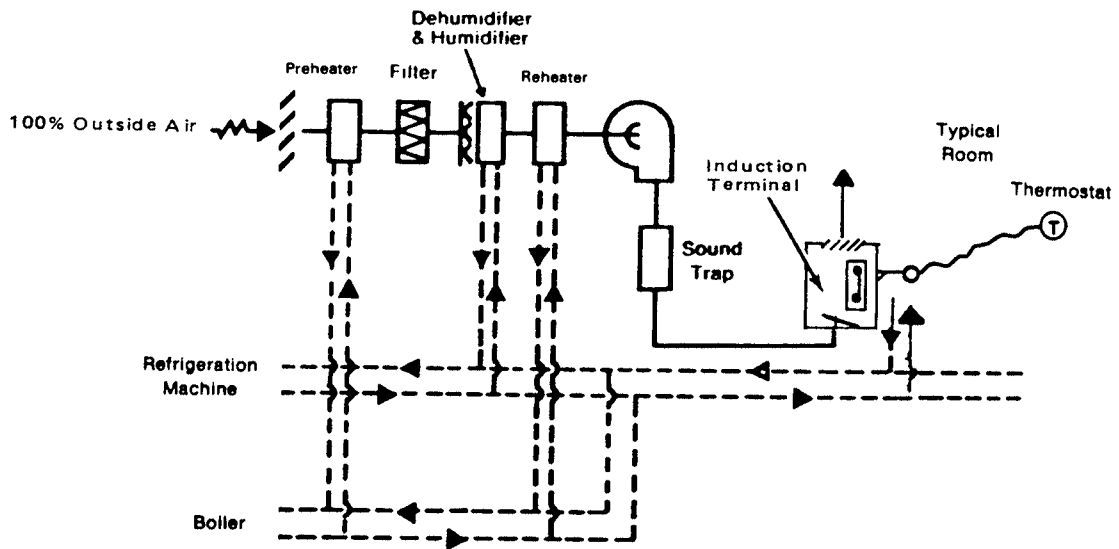 Dehumidifier
& Humidifier
Preheater
Filter
Reheater
100% Outside Air
Typical
Room
Induction
Terminal
Thermostat
T
Sound
Trap
Refrigeration
Machine
Boiler